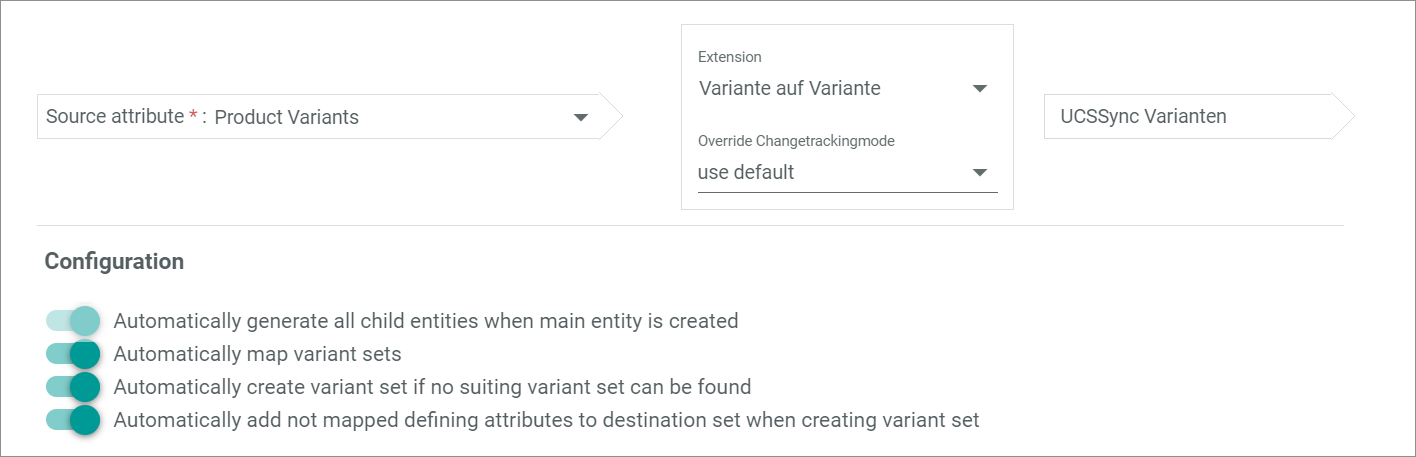 Source attribute * : Product Variants
Extension
Variante auf Variante
Override Changetrackingmode
use default
UCSSync Varianten
Configuration
Automatically generate all child entities when main entity is created
Automatically map variant sets
Automatically create variant set if no suiting variant set can be found
Automatically add not mapped defining attributes to destination set when creating variant set